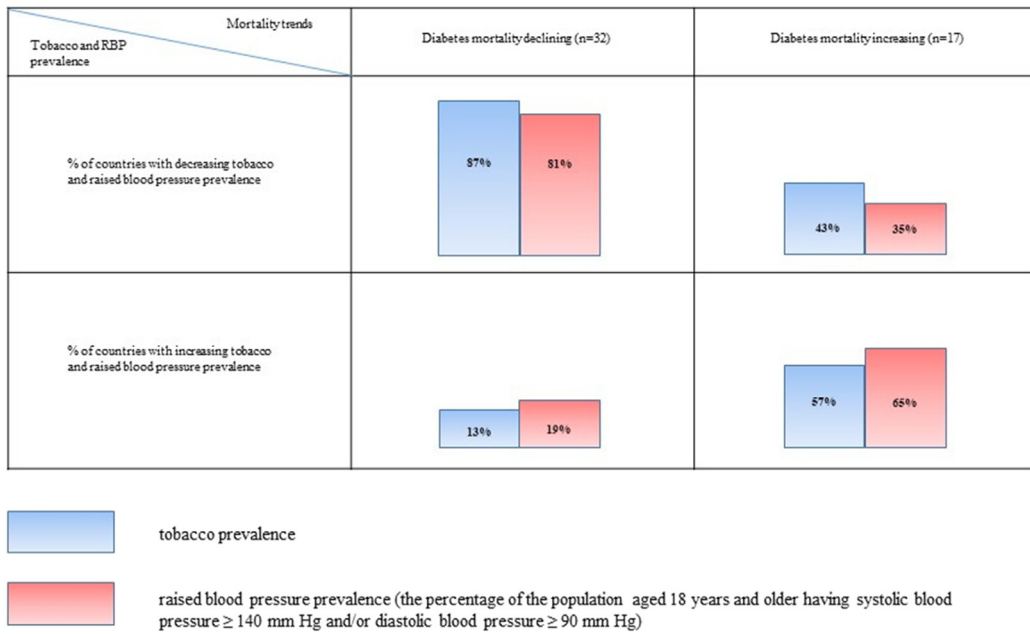 Mortality trends
Tobacco and RBP
prevalence
Diabetes mortality declining (n=32)
Diabetes mortality increasing (n=17)
% of countries with decreasing tobacco
and raised blood pressure prevalence
87%
81%
43%
35%
% of countries with increasing tobacco
and raised blood pressure prevalence
13%
19%
57%
65%
tobacco prevalence
raised blood pressure prevalence (the percentage of the population aged 18 years and older having systolic blood
pressure ≥ 140 mm Hg and/or diastolic blood pressure ≥ 90 mm Hg)